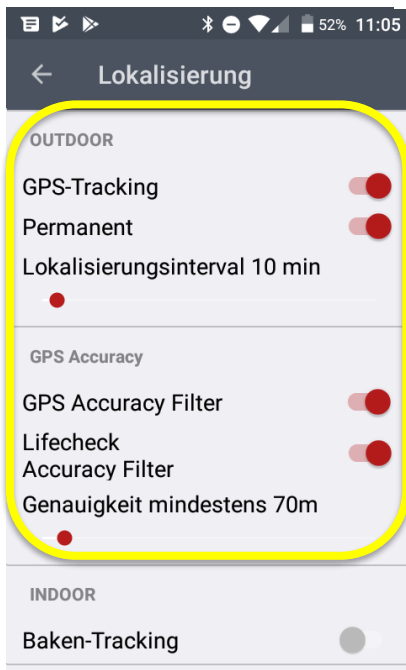 52% 11:05
Lokalisierung
OUTDOOR
GPS-Tracking
Permanent
Lokalisierungsinterval 10 min
GPS Accuracy
GPS Accuracy Filter
Lifecheck
Accuracy Filter
Genauigkeit mindestens 70m
INDOOR
Baken-Tracking